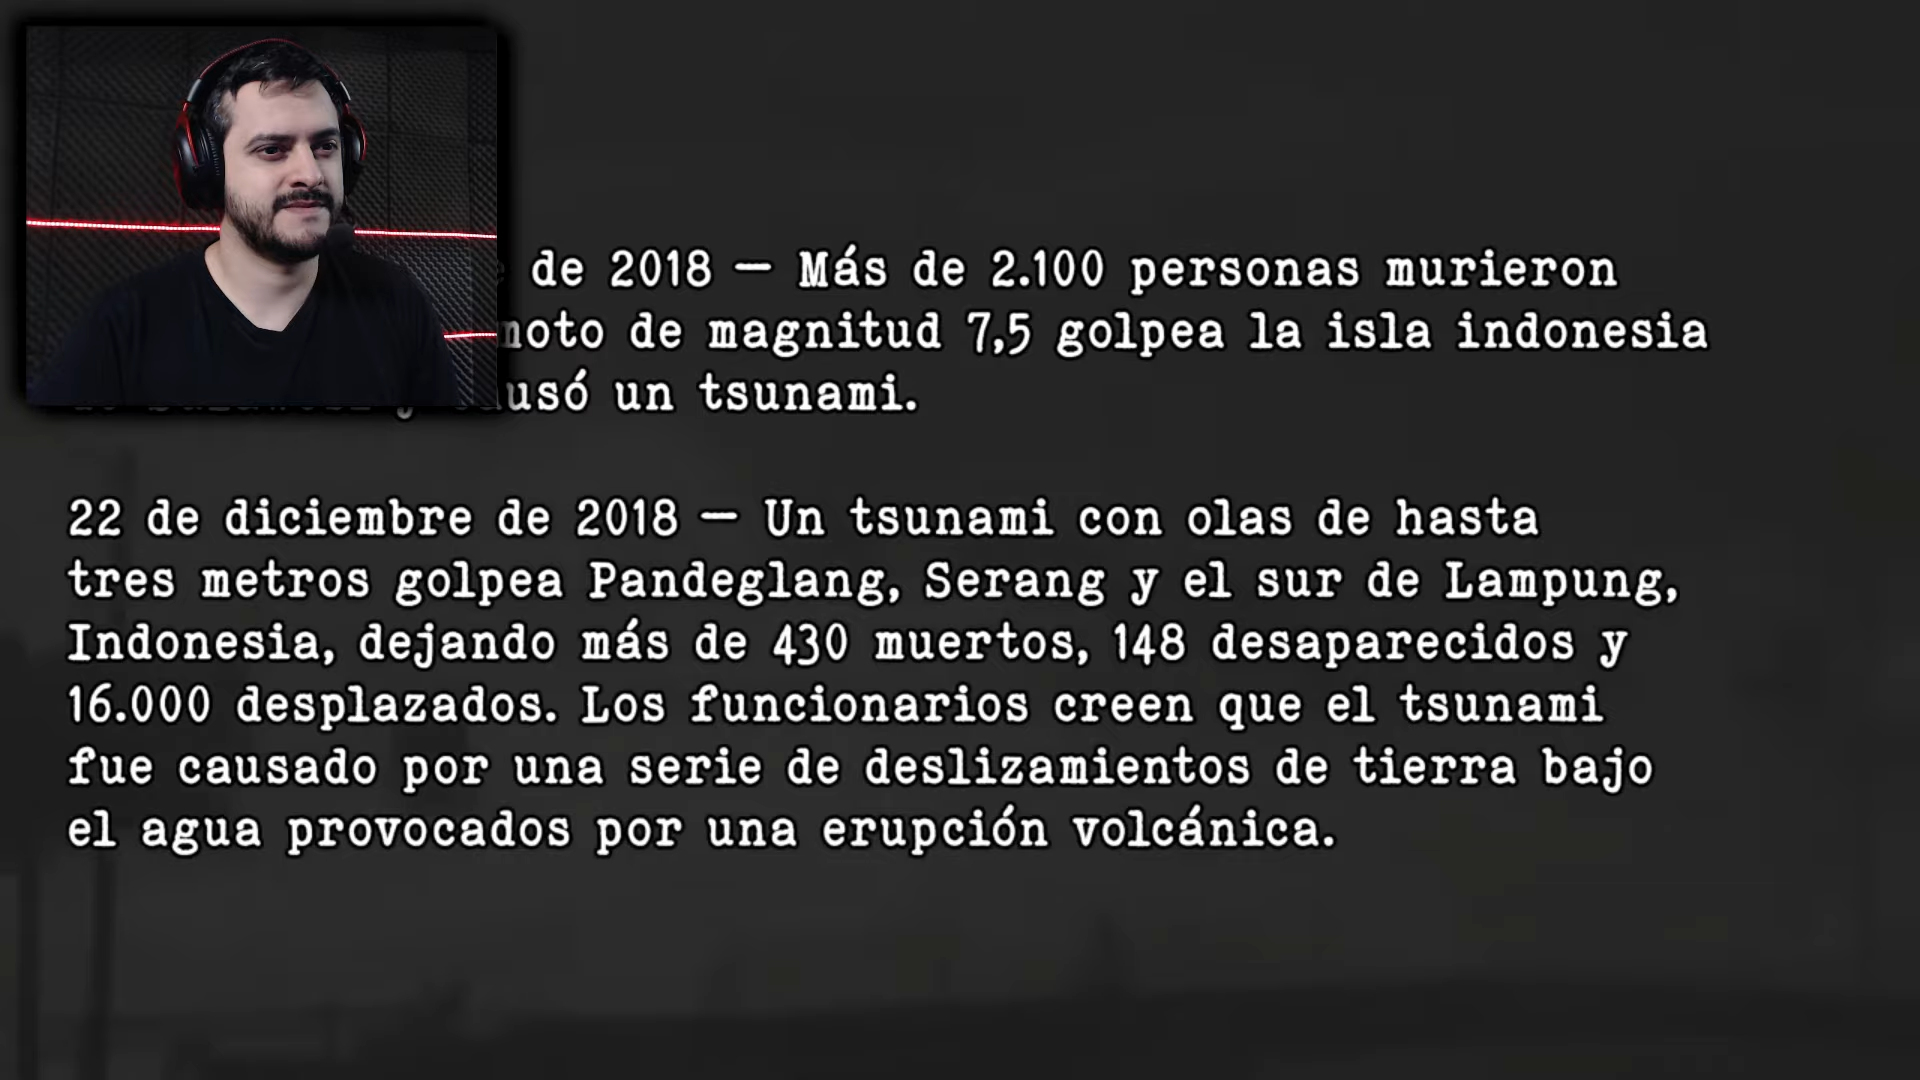 de 2018 — Más de 2.100 personas murieron
de magnitud 7,5 golpea la isla indonesia
un tsunami.
22 de diciembre de 2018 — Un tsunami con olas de hasta
tres metros golpea Pandeglang, Serang y el sur de Lampung,
Indonesia, dejando más de 430 muertos, 148 desaparecidos y
16.000 desplazados. Los funcionarios creen que el tsunami
fue causado por una serie de deslizamientos de tierra bajo
el agua provocados por una erupción volcánica.